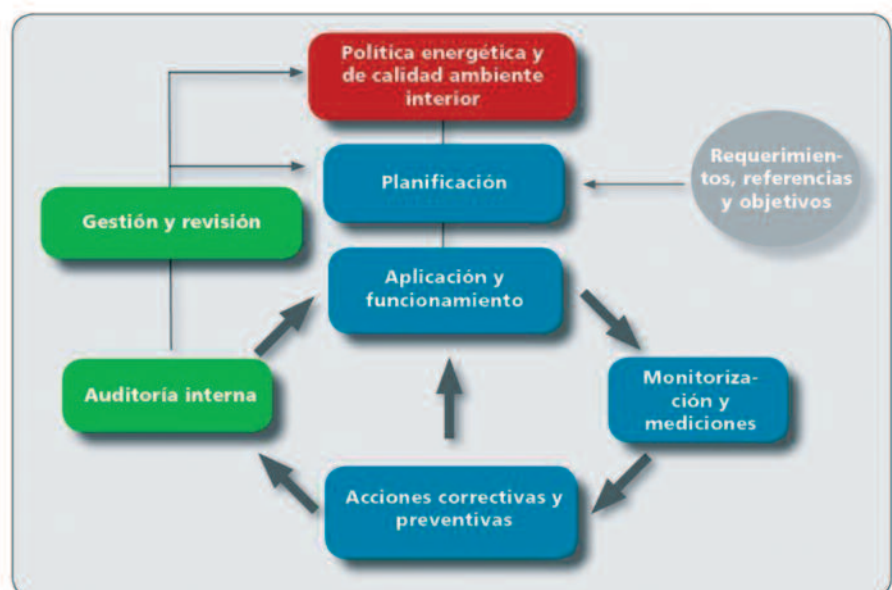 Política energética y
de calidad ambiente
interior
Planificación
Requerimien-
tos, referencias
y objetivos
Gestión y revisión
Aplicación y
funcionamiento
Auditoría interna
Monitoriza-
ción y
mediciones
Acciones correctivas y
preventivas